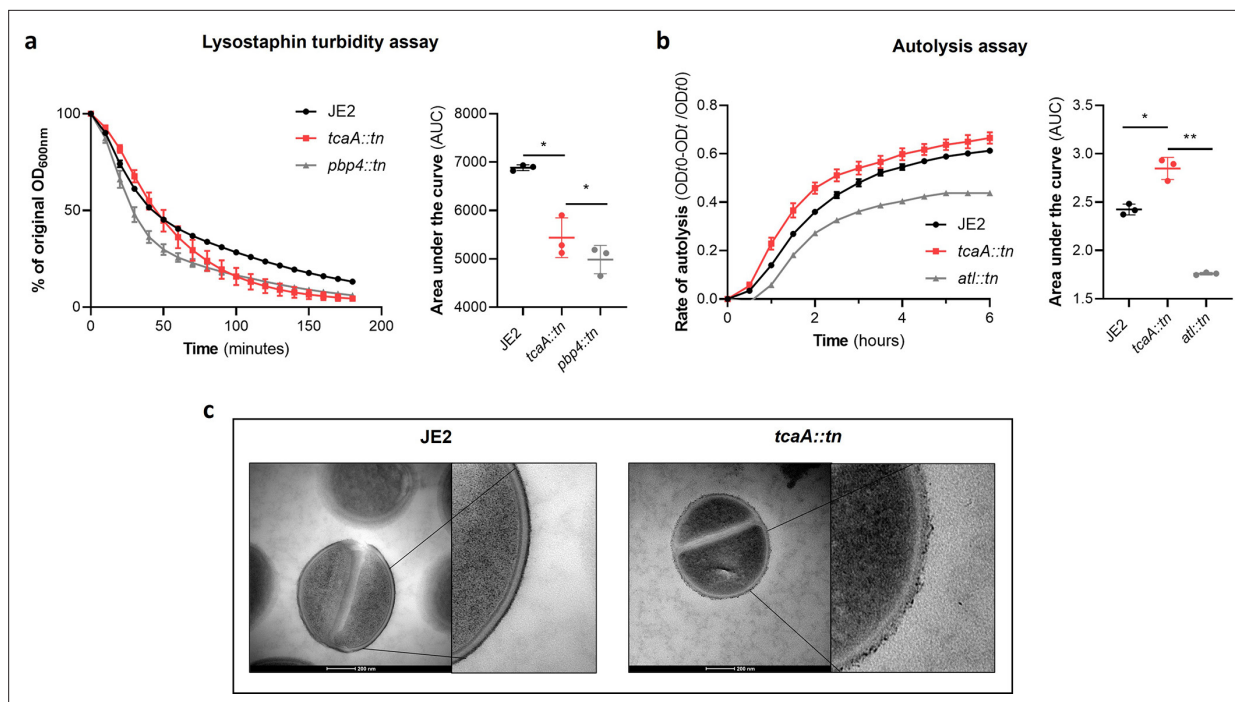 a
Lysostaphin turbidity assay
% of original OD600nm
100
50
0
0
50
100
150
200
Time (minutes)
JE2
tcaA::tn
pbp4::tn
Area under the curve (AUC)
8000
7000
6000
5000
4000
*
*
JE2
tcaA::tn
pbp4::tn
b
Autolysis assay
Rate of autolysis (ODt0-ODt /ODt0)
0.8
0.6
0.4
0.2
0.0
0
2
4
6
Time (hours)
JE2
tcaA::tn
atl::tn
Area under the curve (AUC)
3.5
3.0
2.5
2.0
1.5
*
**
JE2
tcaA::tn
atl::tn
c
JE2
tcaA::tn
200 nm
200 nm